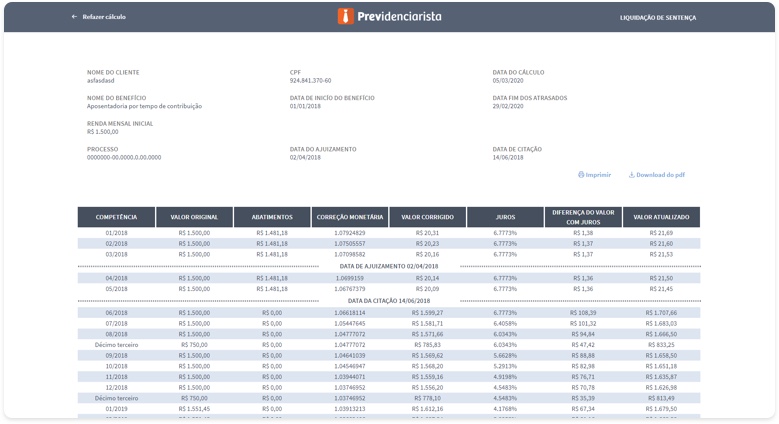 ← Refazer cálculo
Previdenciarista
LIQUIDAÇÃO DE SENTENÇA
NOME DO CLIENTE CPF DATA DO CÁLCULO
aufasdasd 924.841.370-60 05/03/2020
NOME DO BENEFÍCIO DATA DE INICÍO DO BENEFÍCIO DATA FIM DOS ATRASADOS
Aposentadoria por tempo de contribuição 01/01/2018 29/02/2020
RENDA MENSAL INICIAL
R$ 1.500,00
PROCESSO DATA DO AJUIZAMENTO DATA DE CITAÇÃO
0000000-00.0000.0.00.0000 02/04/2018 14/06/2018
Imprimir Download do pdf
COMPETÊNCIA VALOR ORIGINAL ABATIMENTOS CORREÇÃO MONETÁRIA VALOR CORRIGIDO JUROS DIFERENÇA DO VALOR COM JUROS VALOR ATUALIZADO
01/2018 R$ 1.500,00 R$ 1.481,18 1.07924829 R$ 20,31 6.7773% R$ 1,38 R$ 21,69
02/2018 R$ 1.500,00 R$ 1.481,18 1.07505557 R$ 20,23 6.7773% R$ 1,37 R$ 21,60
03/2018 R$ 1.500,00 R$ 1.481,18 1.07098582 R$ 20,16 6.7773% R$ 1,37 R$ 21,53
DATA DE AJUIZAMENTO 02/04/2018
04/2018 R$ 1.500,00 R$ 1.481,18 1.0699159 R$ 20,14 6.7773% R$ 1,36 R$ 21,50
05/2018 R$ 1.500,00 R$ 1.481,18 1.06767379 R$ 20,09 6.7773% R$ 1,36 R$ 21,45
DATA DA CITAÇÃO 14/06/2018
06/2018 R$ 1.500,00 R$ 0,00 1.06618114 R$ 1.599,27 6.7773% R$ 108,39 R$ 1.707,66
07/2018 R$ 1.500,00 R$ 0,00 1.05447645 R$ 1.581,71 6.4058% R$ 101,32 R$ 1.683,03
08/2018 R$ 1.500,00 R$ 0,00 1.04777072 R$ 1.571,66 6.0343% R$ 94,84 R$ 1.666,50
Décimo terceiro R$ 750,00 R$ 0,00 1.04777072 R$ 785,83 6.0343% R$ 47,42 R$ 833,25
09/2018 R$ 1.500,00 R$ 0,00 1.04641039 R$ 1.569,62 5.6628% R$ 88,88 R$ 1.658,50
10/2018 R$ 1.500,00 R$ 0,00 1.04546947 R$ 1.568,20 5.2913% R$ 82,98 R$ 1.651,18
11/2018 R$ 1.500,00 R$ 0,00 1.03944071 R$ 1.559,16 4.9198% R$ 76,71 R$ 1.635,87
12/2018 R$ 1.500,00 R$ 0,00 1.03746952 R$ 1.556,20 4.5483% R$ 70,78 R$ 1.626,98
Décimo terceiro R$ 750,00 R$ 0,00 1.03746952 R$ 778,10 4.5483% R$ 35,39 R$ 813,49
01/2019 R$ 1.551,45 R$ 0,00 1.03913213 R$ 1.612,16 4.1768% R$ 67,34 R$ 1.679,50